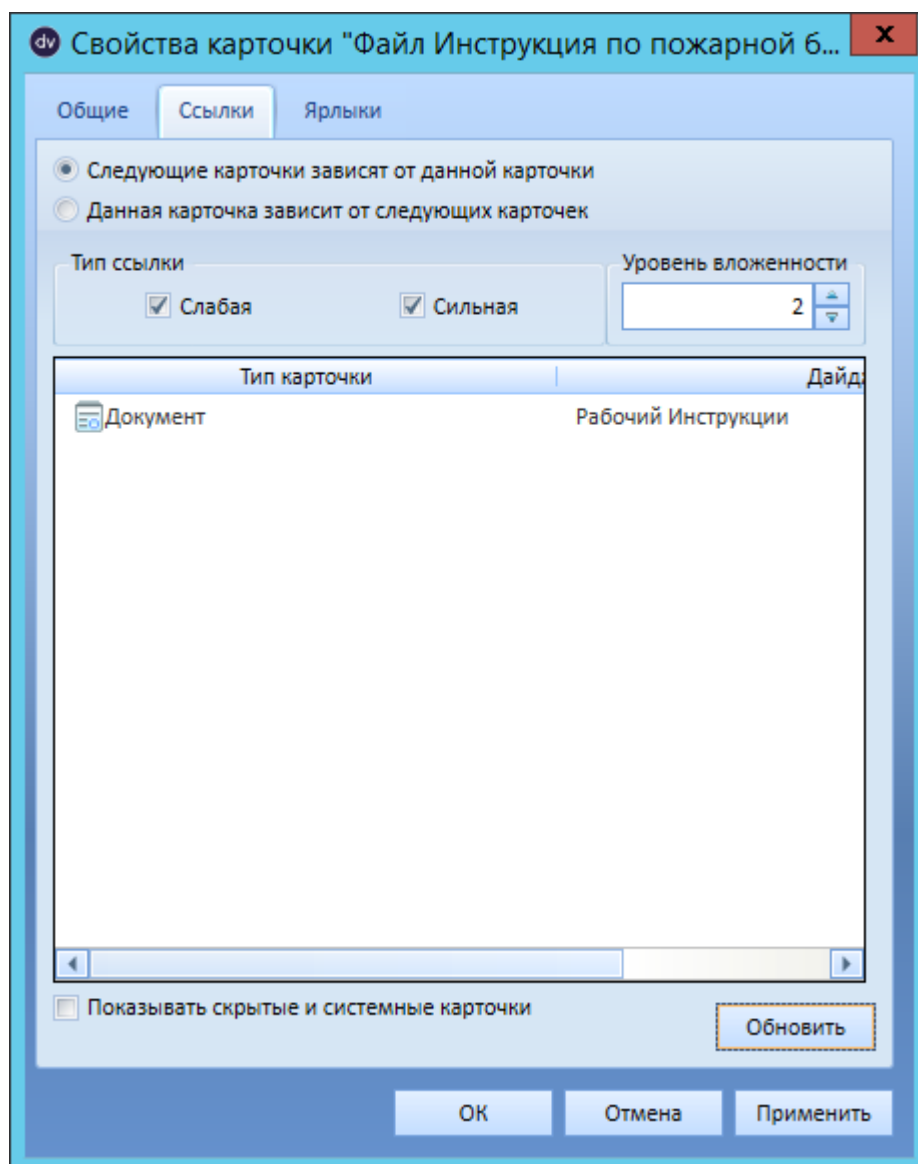 dv Свойства карточки "Файл Инструкция по пожарной б... x
Общие Ссылки Ярлыки
Следующие карточки зависят от данной карточки
Данная карточка зависит от следующих карточек
Тип ссылки Уровень вложенности
Слабая Сильная 2
Тип карточки Дайд
Документ Рабочий Инструкции
Показывать скрытые и системные карточки
Обновить
ОК Отмена Применить